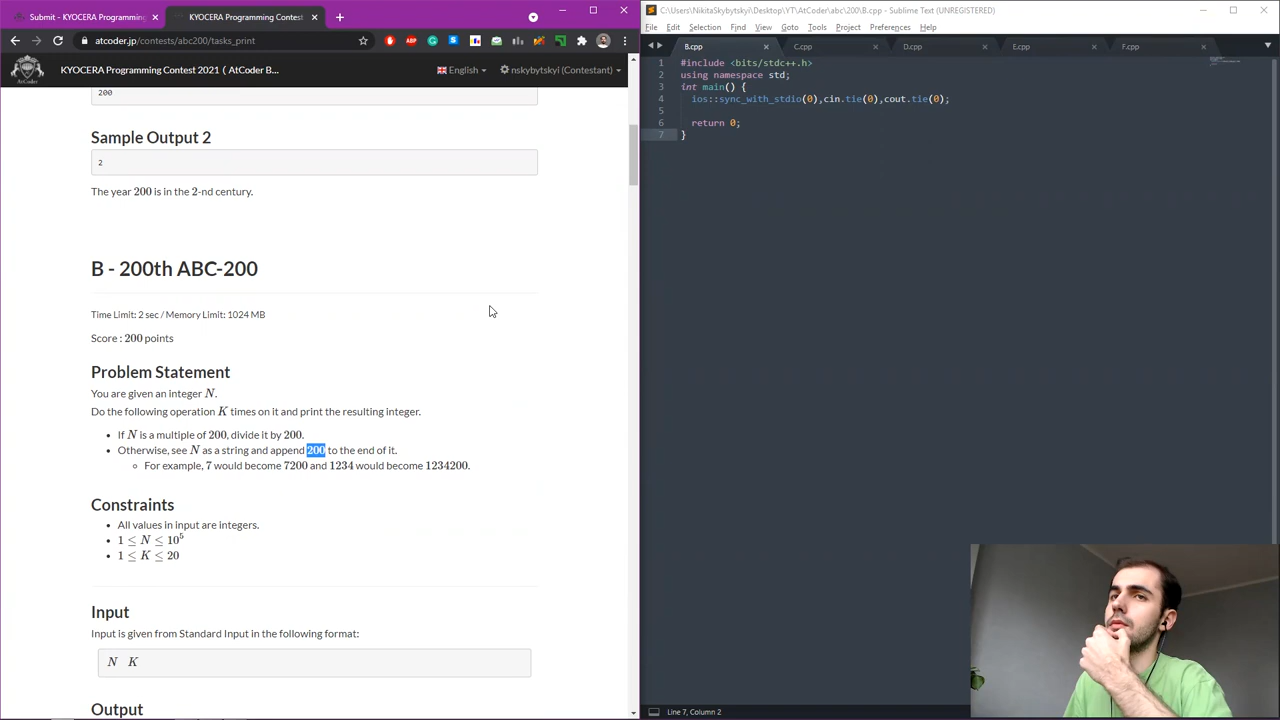 Submit - KYOCERA Programming
KYOCERA Programming Contest
atcoder.jp/contests/abc200/tasks_print
KYOCERA Programming Contest 2021 ( AtCoder B...
English
nskybytskyi (Contestant)
200
Sample Output 2
2
The year 200 is in the 2-nd century.
B - 200th ABC-200
Time Limit: 2 sec / Memory Limit: 1024 MB
Score : 200 points
Problem Statement
You are given an integer N.
Do the following operation K times on it and print the resulting integer.
If N is a multiple of 200, divide it by 200.
Otherwise, see N as a string and append 200 to the end of it.
For example, 7 would become 7200 and 1234 would become 1234200.
Constraints
All values in input are integers.
1 ≤ N ≤ 10^5
1 ≤ K ≤ 20
Input
Input is given from Standard Input in the following format:
N K
Output
C:\Users\NikitaSkybytskyi\Desktop\YT\AtCoder\abc\200\B.cpp - Sublime Text (UNREGISTERED)
File Edit Selection Find View Goto Tools Project Preferences Help
B.cpp C.cpp D.cpp E.cpp F.cpp
1 #include <bits/stdc++.h>
2 using namespace std;
3 int main() {
4 ios::sync_with_stdio(0),cin.tie(0),cout.tie(0);
5
6 return 0;
7 }
Line 7, Column 2